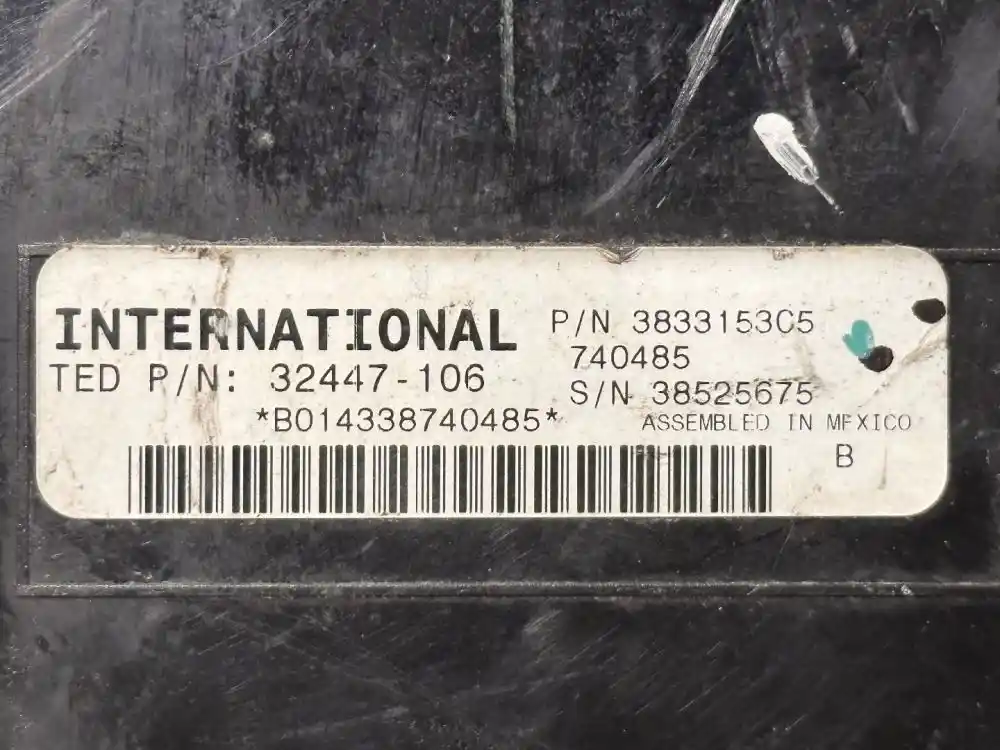 INTERNATIONAL
P/N 3833153C5
740485
TED P/N: 32447-106
S/N 38525675
*B014338740485*
ASSEMBLED IN MEXICO
B